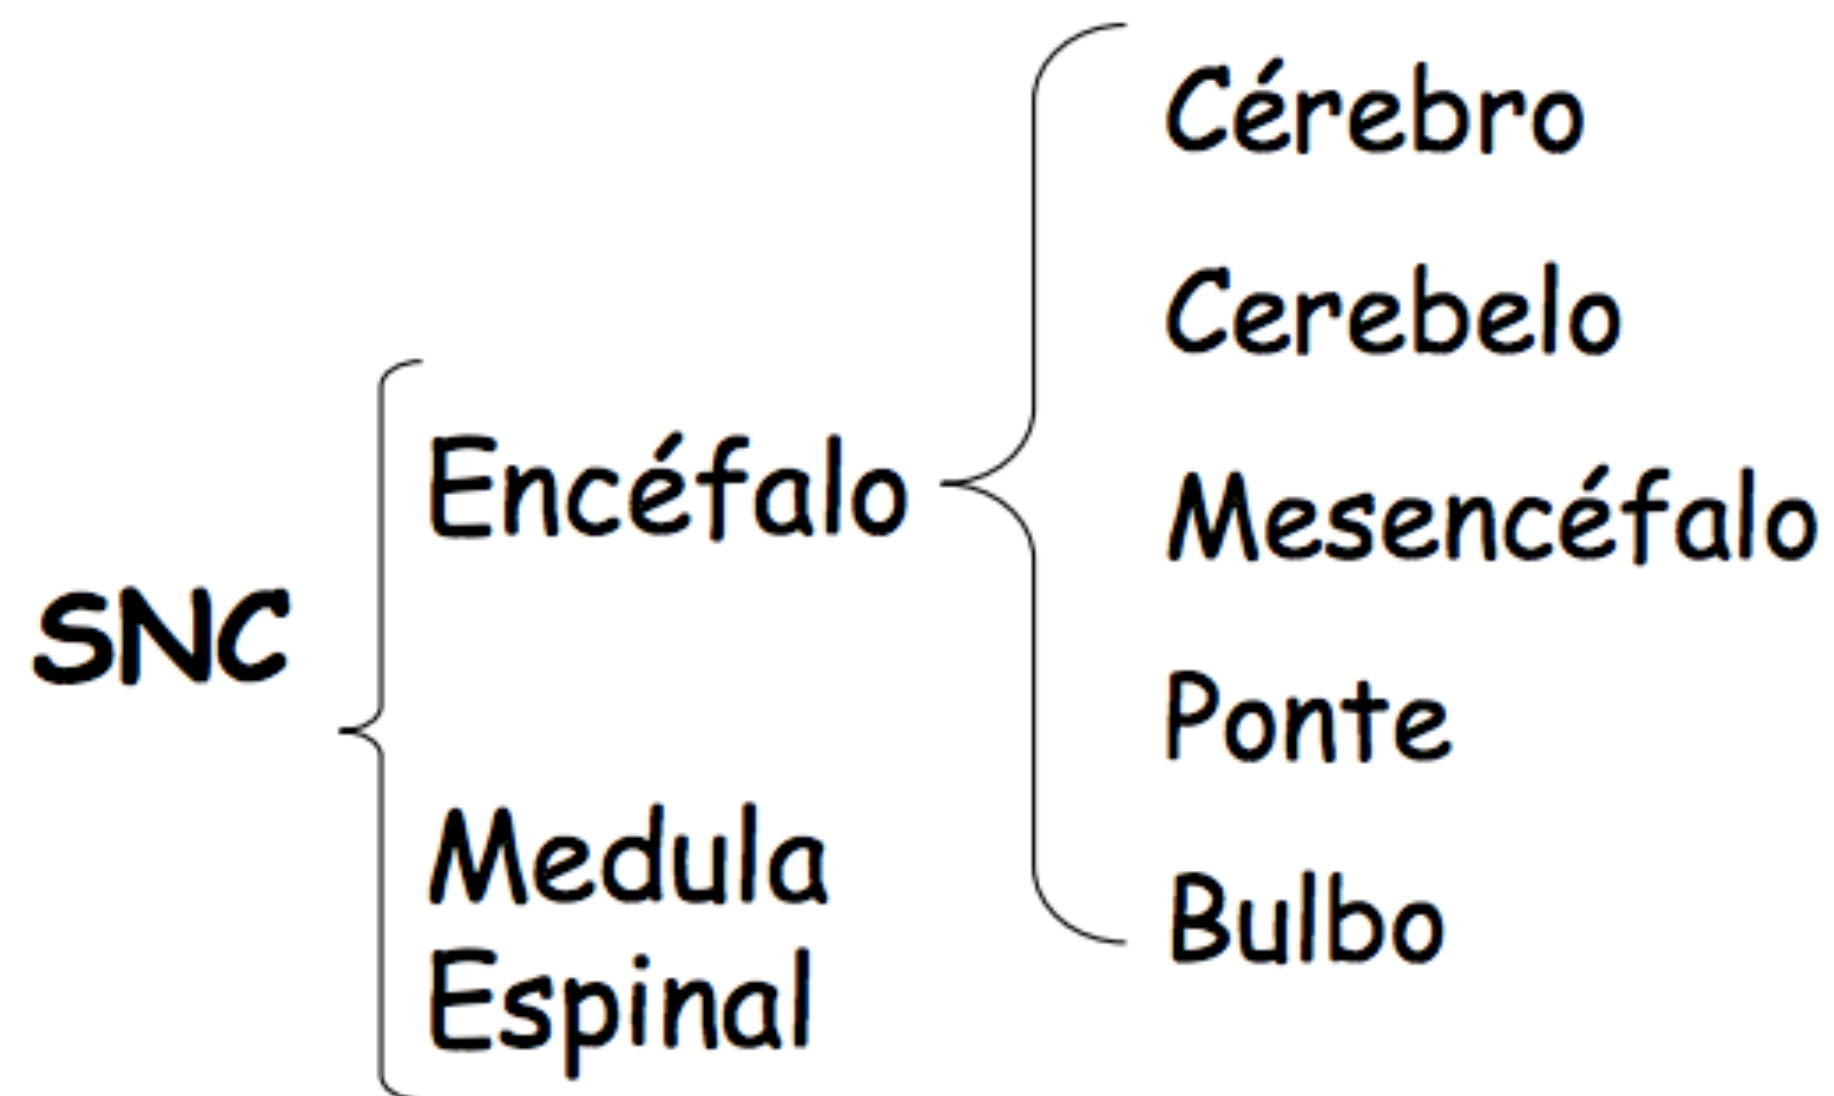 SNC
Encéfalo
Medula
Espinal
Cérebro
Cerebelo
Mesencéfalo
Ponte
Bulbo